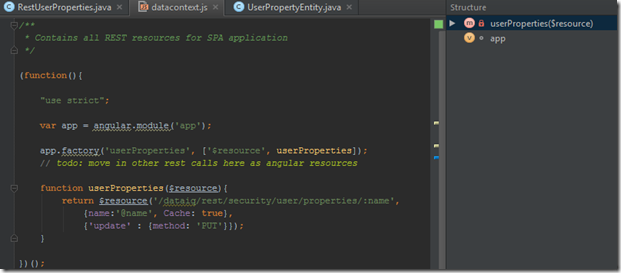 RestUserProperties.java × datacontext.js × UserPropertyEntity.java × Structure
/**
* Contains all REST resources for SPA application
*/
(function(){
"use strict";
var app = angular.module('app');
app.factory('userProperties', ['$resource', userProperties]);
// todo: move in other rest calls here as angular resources
function userProperties($resource){
return $resource('/dataiq/rest/security/user/properties/:name',
{name:'@name', Cache: true},
{'update' : {method: 'PUT'}});
}
})();
m userProperties($resource)
v app